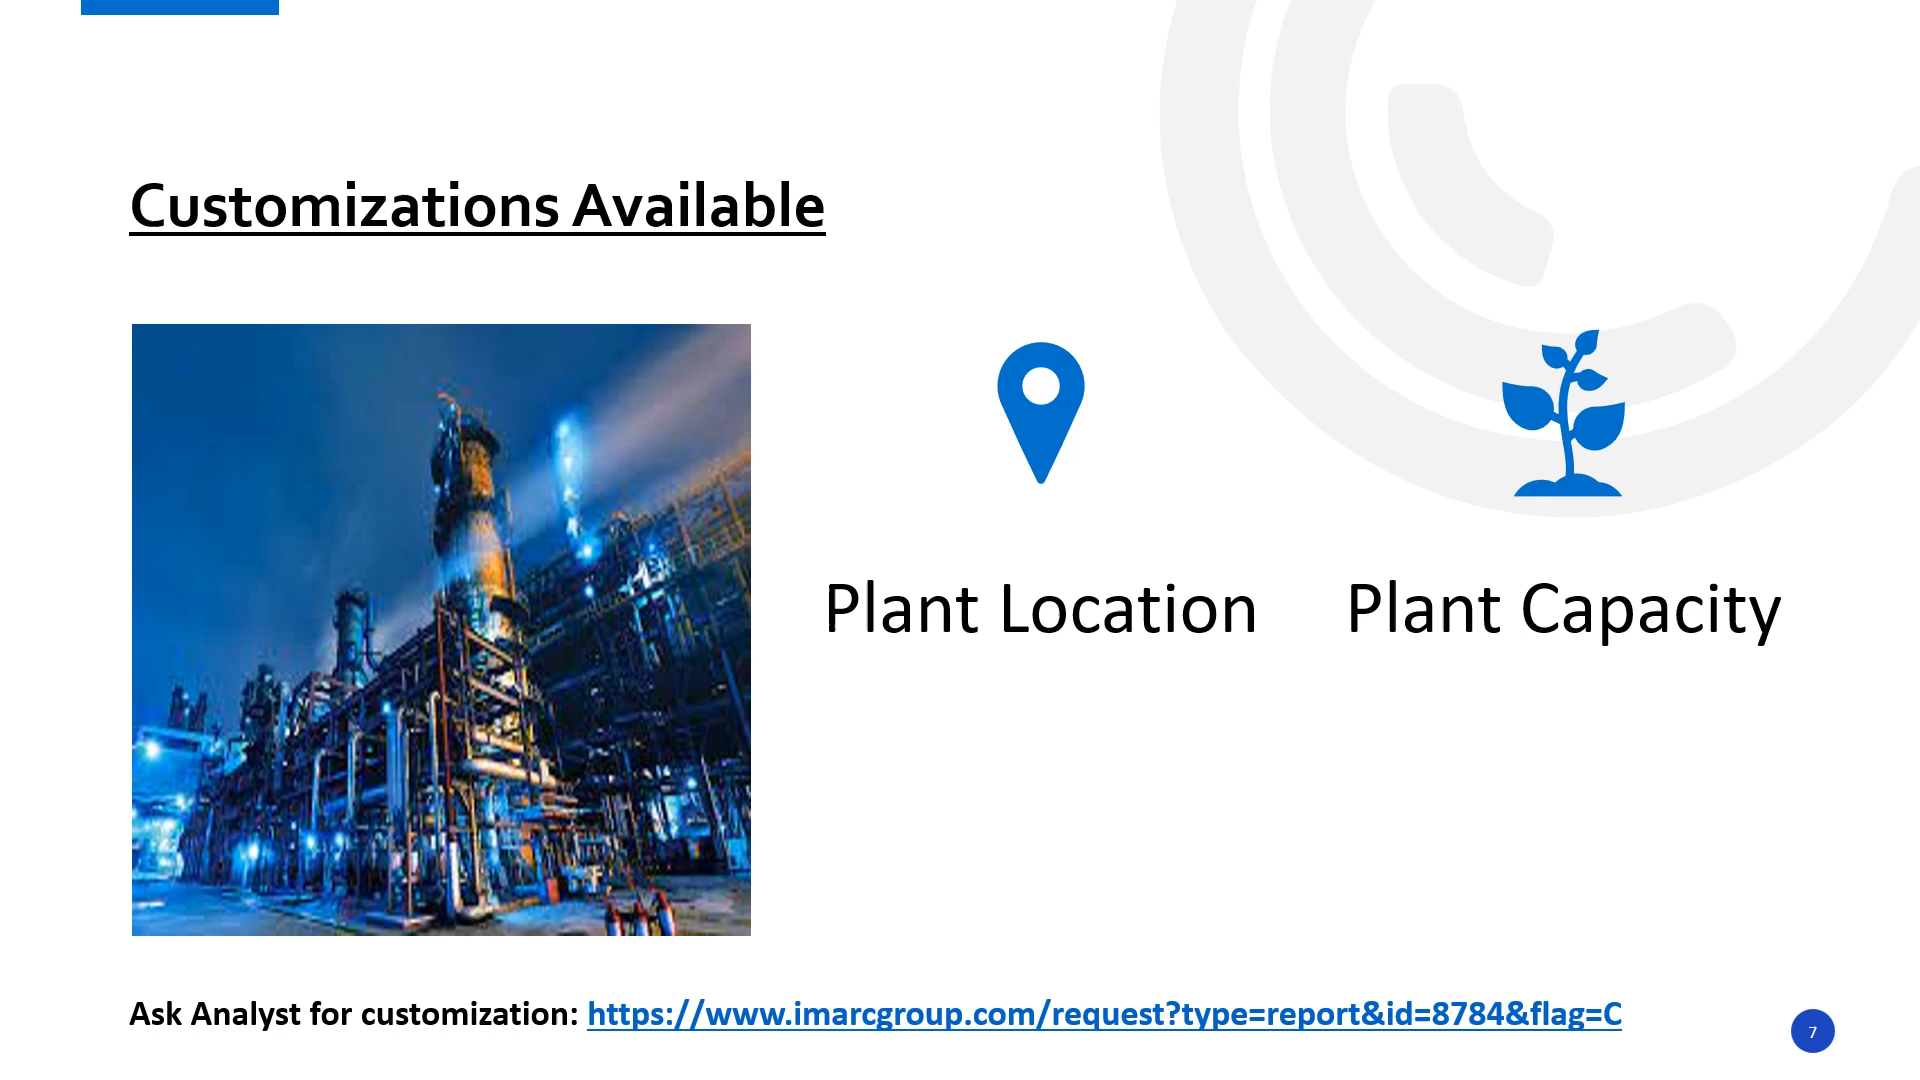 Customizations Available
Plant Location
Plant Capacity
Ask Analyst for customization: https://www.imarcgroup.com/request?type=report&id=8784&flag=C
7